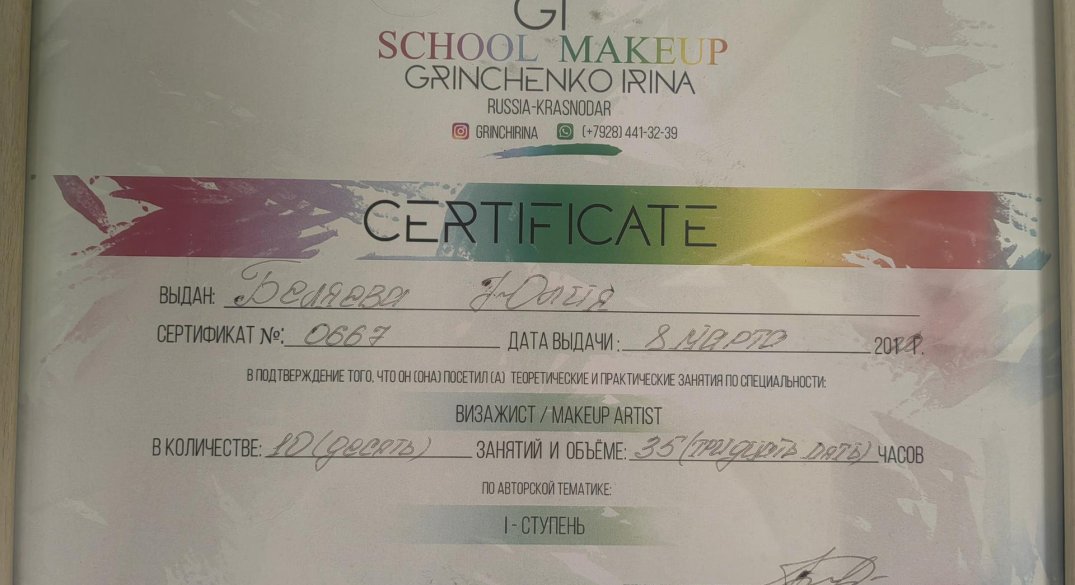 GI
SCHOOL MAKEUP
GRINCHENKO IRINA
RUSSIA-KRASNODAR
GRINCHIRINA (+7928) 441-32-39
CERTIFICATE
ВЫДАН: Беляева Юлия
СЕРТИФИКАТ №: 0667 ДАТА ВЫДАЧИ: 8 марта
В ПОДТВЕРЖДЕНИЕ ТОГО, ЧТО ОН (ОНА) ПОСЕТИЛ (А) ТЕОРЕТИЧЕСКИЕ И ПРАКТИЧЕСКИЕ ЗАНЯТИЯ ПО СПЕЦИАЛЬНОСТИ:
ВИЗАЖИСТ / MAKEUP ARTIST
В КОЛИЧЕСТВЕ: 10 (десять) ЗАНЯТИЙ И ОБЪЁМЕ: 35 (тридцать пять) ЧАСОВ
ПО АВТОРСКОЙ ТЕМАТИКЕ:
I - СТУПЕНЬ